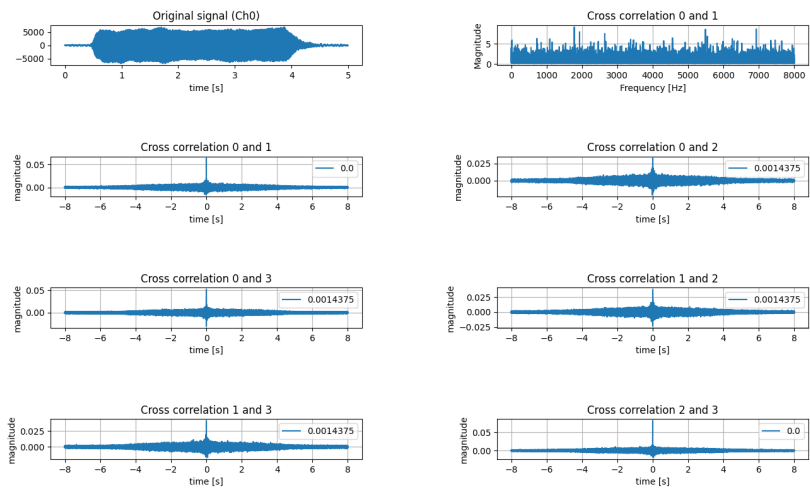 Original signal (Ch0)
5000
0
−5000
0 1 2 3 4 5
time [s]
Cross correlation 0 and 1
Magnitude
5
0
0 1000 2000 3000 4000 5000 6000 7000 8000
Frequency [Hz]
Cross correlation 0 and 1
magnitude
0.05
0.00
0.0
−8 −6 −4 −2 0 2 4 6 8
time [s]
Cross correlation 0 and 2
magnitude
0.025
0.000
0.0014375
−8 −6 −4 −2 0 2 4 6 8
time [s]
Cross correlation 0 and 3
magnitude
0.05
0.00
0.0014375
−8 −6 −4 −2 0 2 4 6 8
time [s]
Cross correlation 1 and 2
magnitude
0.025
0.000
−0.025
0.0014375
−8 −6 −4 −2 0 2 4 6 8
time [s]
Cross correlation 1 and 3
magnitude
0.025
0.000
0.0014375
−8 −6 −4 −2 0 2 4 6 8
time [s]
Cross correlation 2 and 3
magnitude
0.05
0.00
0.0
−8 −6 −4 −2 0 2 4 6 8
time [s]